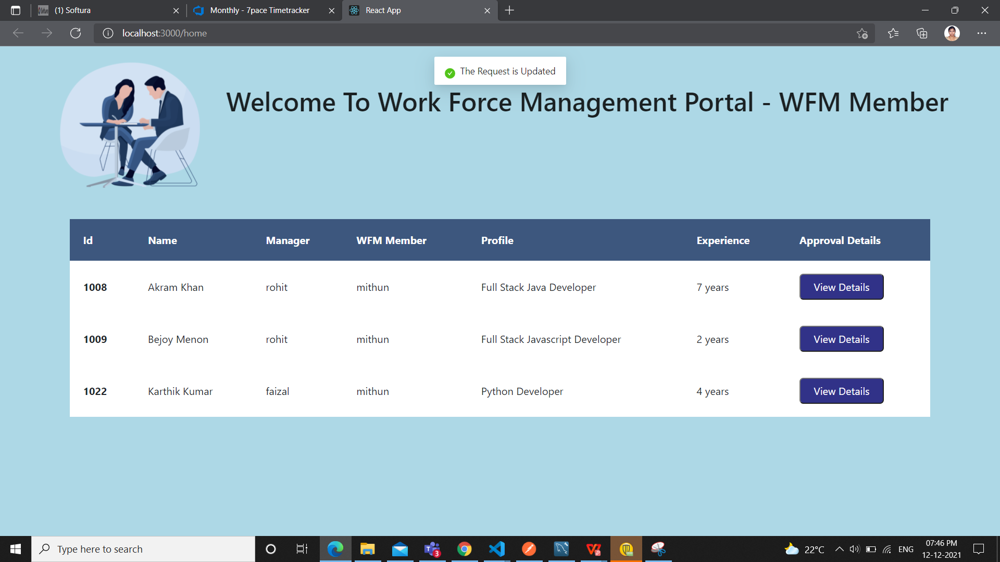 (1) Softura
Monthly - 7pace Timetracker
React App
localhost:3000/home
The Request is Updated
Welcome To Work Force Management Portal - WFM Member
Id Name Manager WFM Member Profile Experience Approval Details
1008 Akram Khan rohit mithun Full Stack Java Developer 7 years View Details
1009 Bejoy Menon rohit mithun Full Stack Javascript Developer 2 years View Details
1022 Karthik Kumar faizal mithun Python Developer 4 years View Details
Type here to search
3
22°C
ENG
07:46 PM
12-12-2021